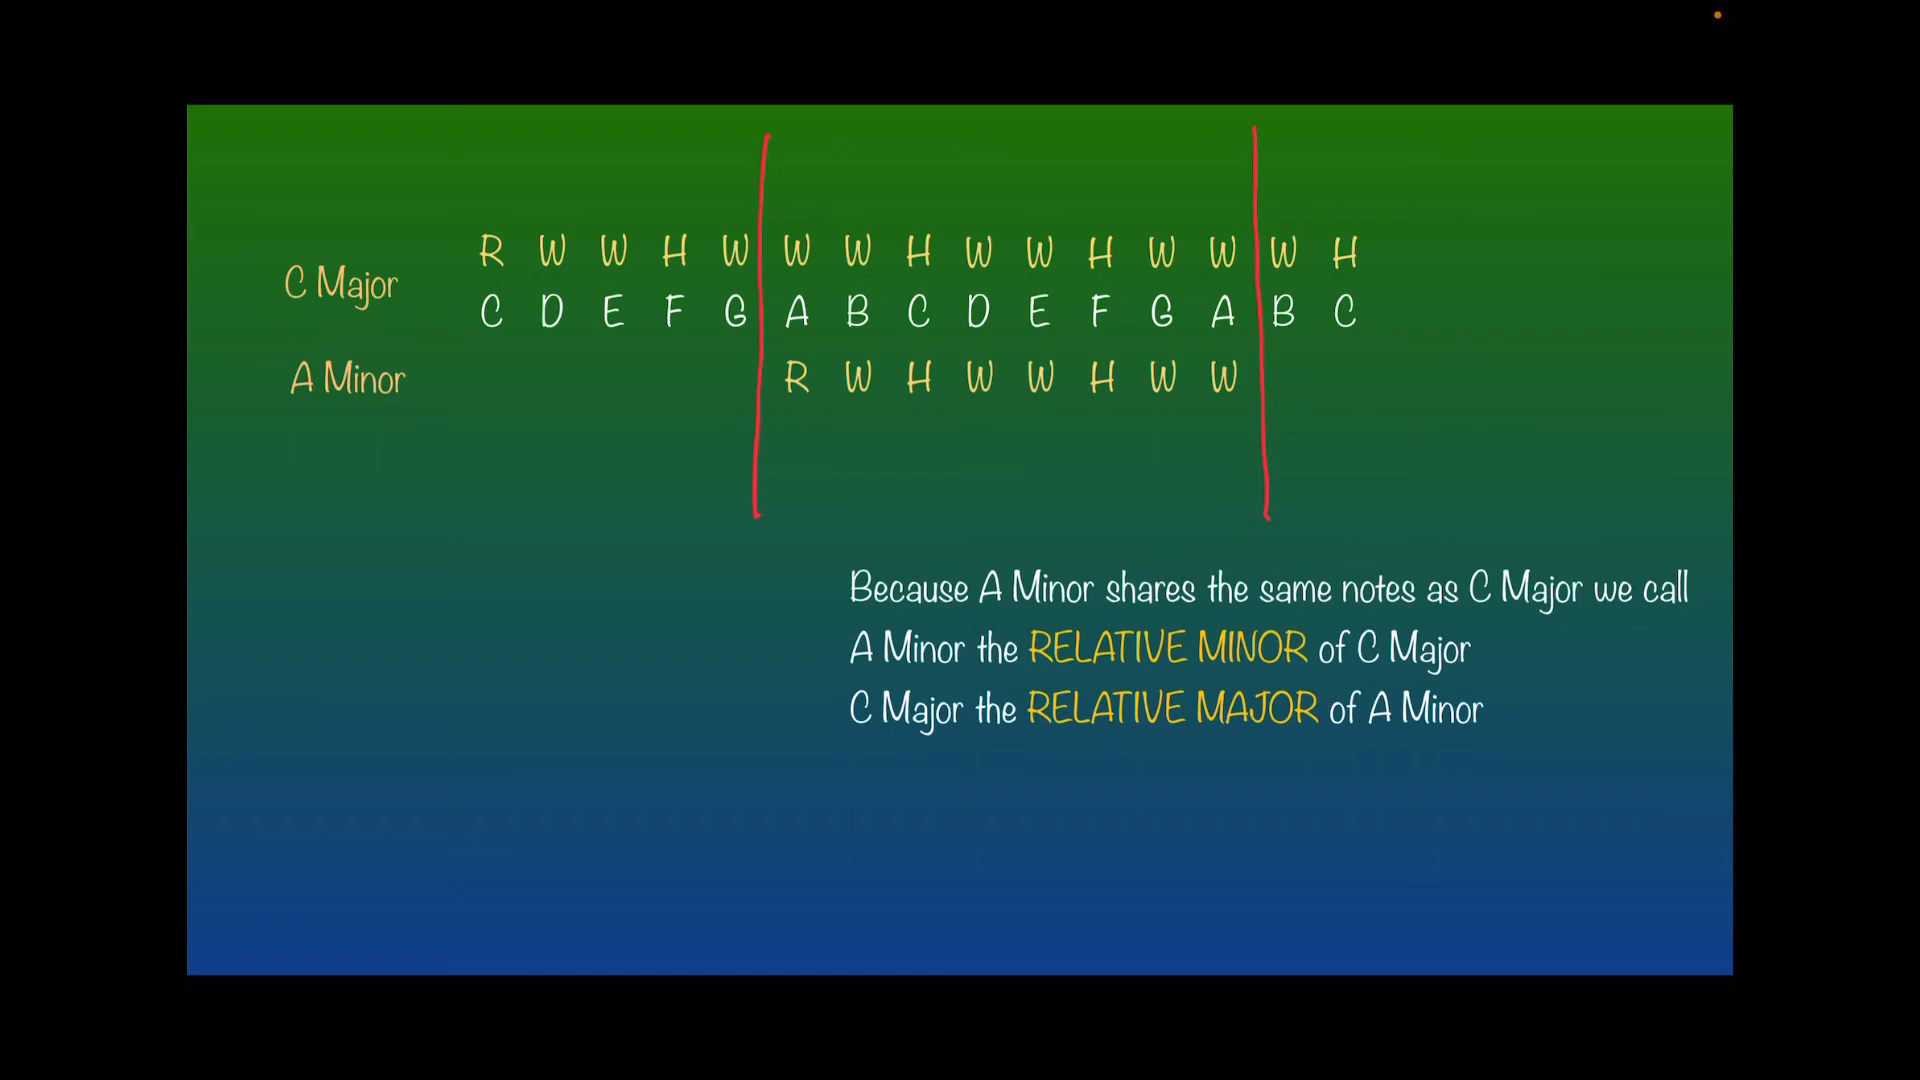 R W W H W W W H W W H W W W H
C Major
C D E F G A B C D E F G A B C
A Minor R W H W W H W W
Because A Minor shares the same notes as C Major we call
A Minor the RELATIVE MINOR of C Major
C Major the RELATIVE MAJOR of A Minor